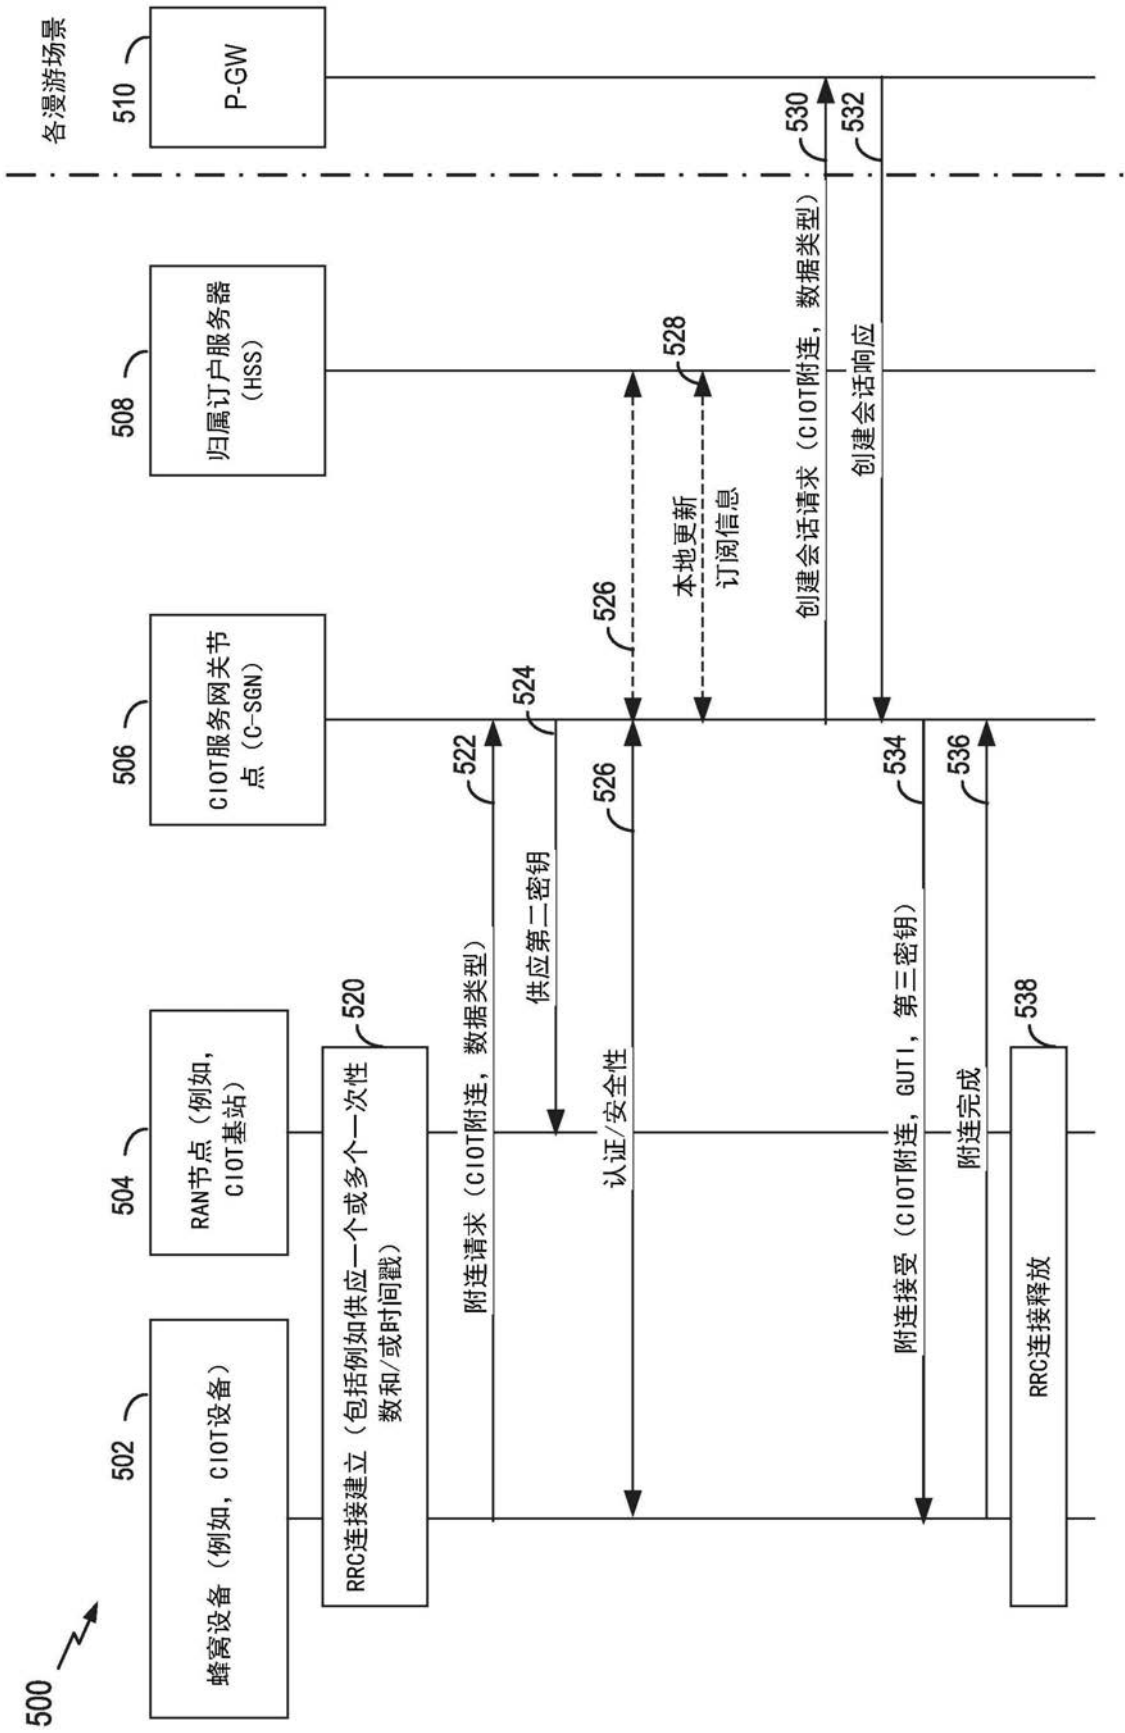 500
502
蜂窝设备（例如，CIOT设备）
504
RAN节点（例如，
CIOT基站）
506
CIOT服务网关节
点（C-SGN）
508
归属订户服务器
（HSS）
各漫游场景
510
P-GW
520
RRC连接建立（包括例如供应一个或多个一次性
数和/或时间戳）
附连请求（CIOT附连，数据类型）
522
供应第二密钥
524
认证/安全性
526
526
本地更新
订阅信息
528
创建会话请求（CIOT附连，数据类型）
530
创建会话响应
532
附连接受（CIOT附连，GUTI，第三密钥）
534
附连完成
536
RRC连接释放
538